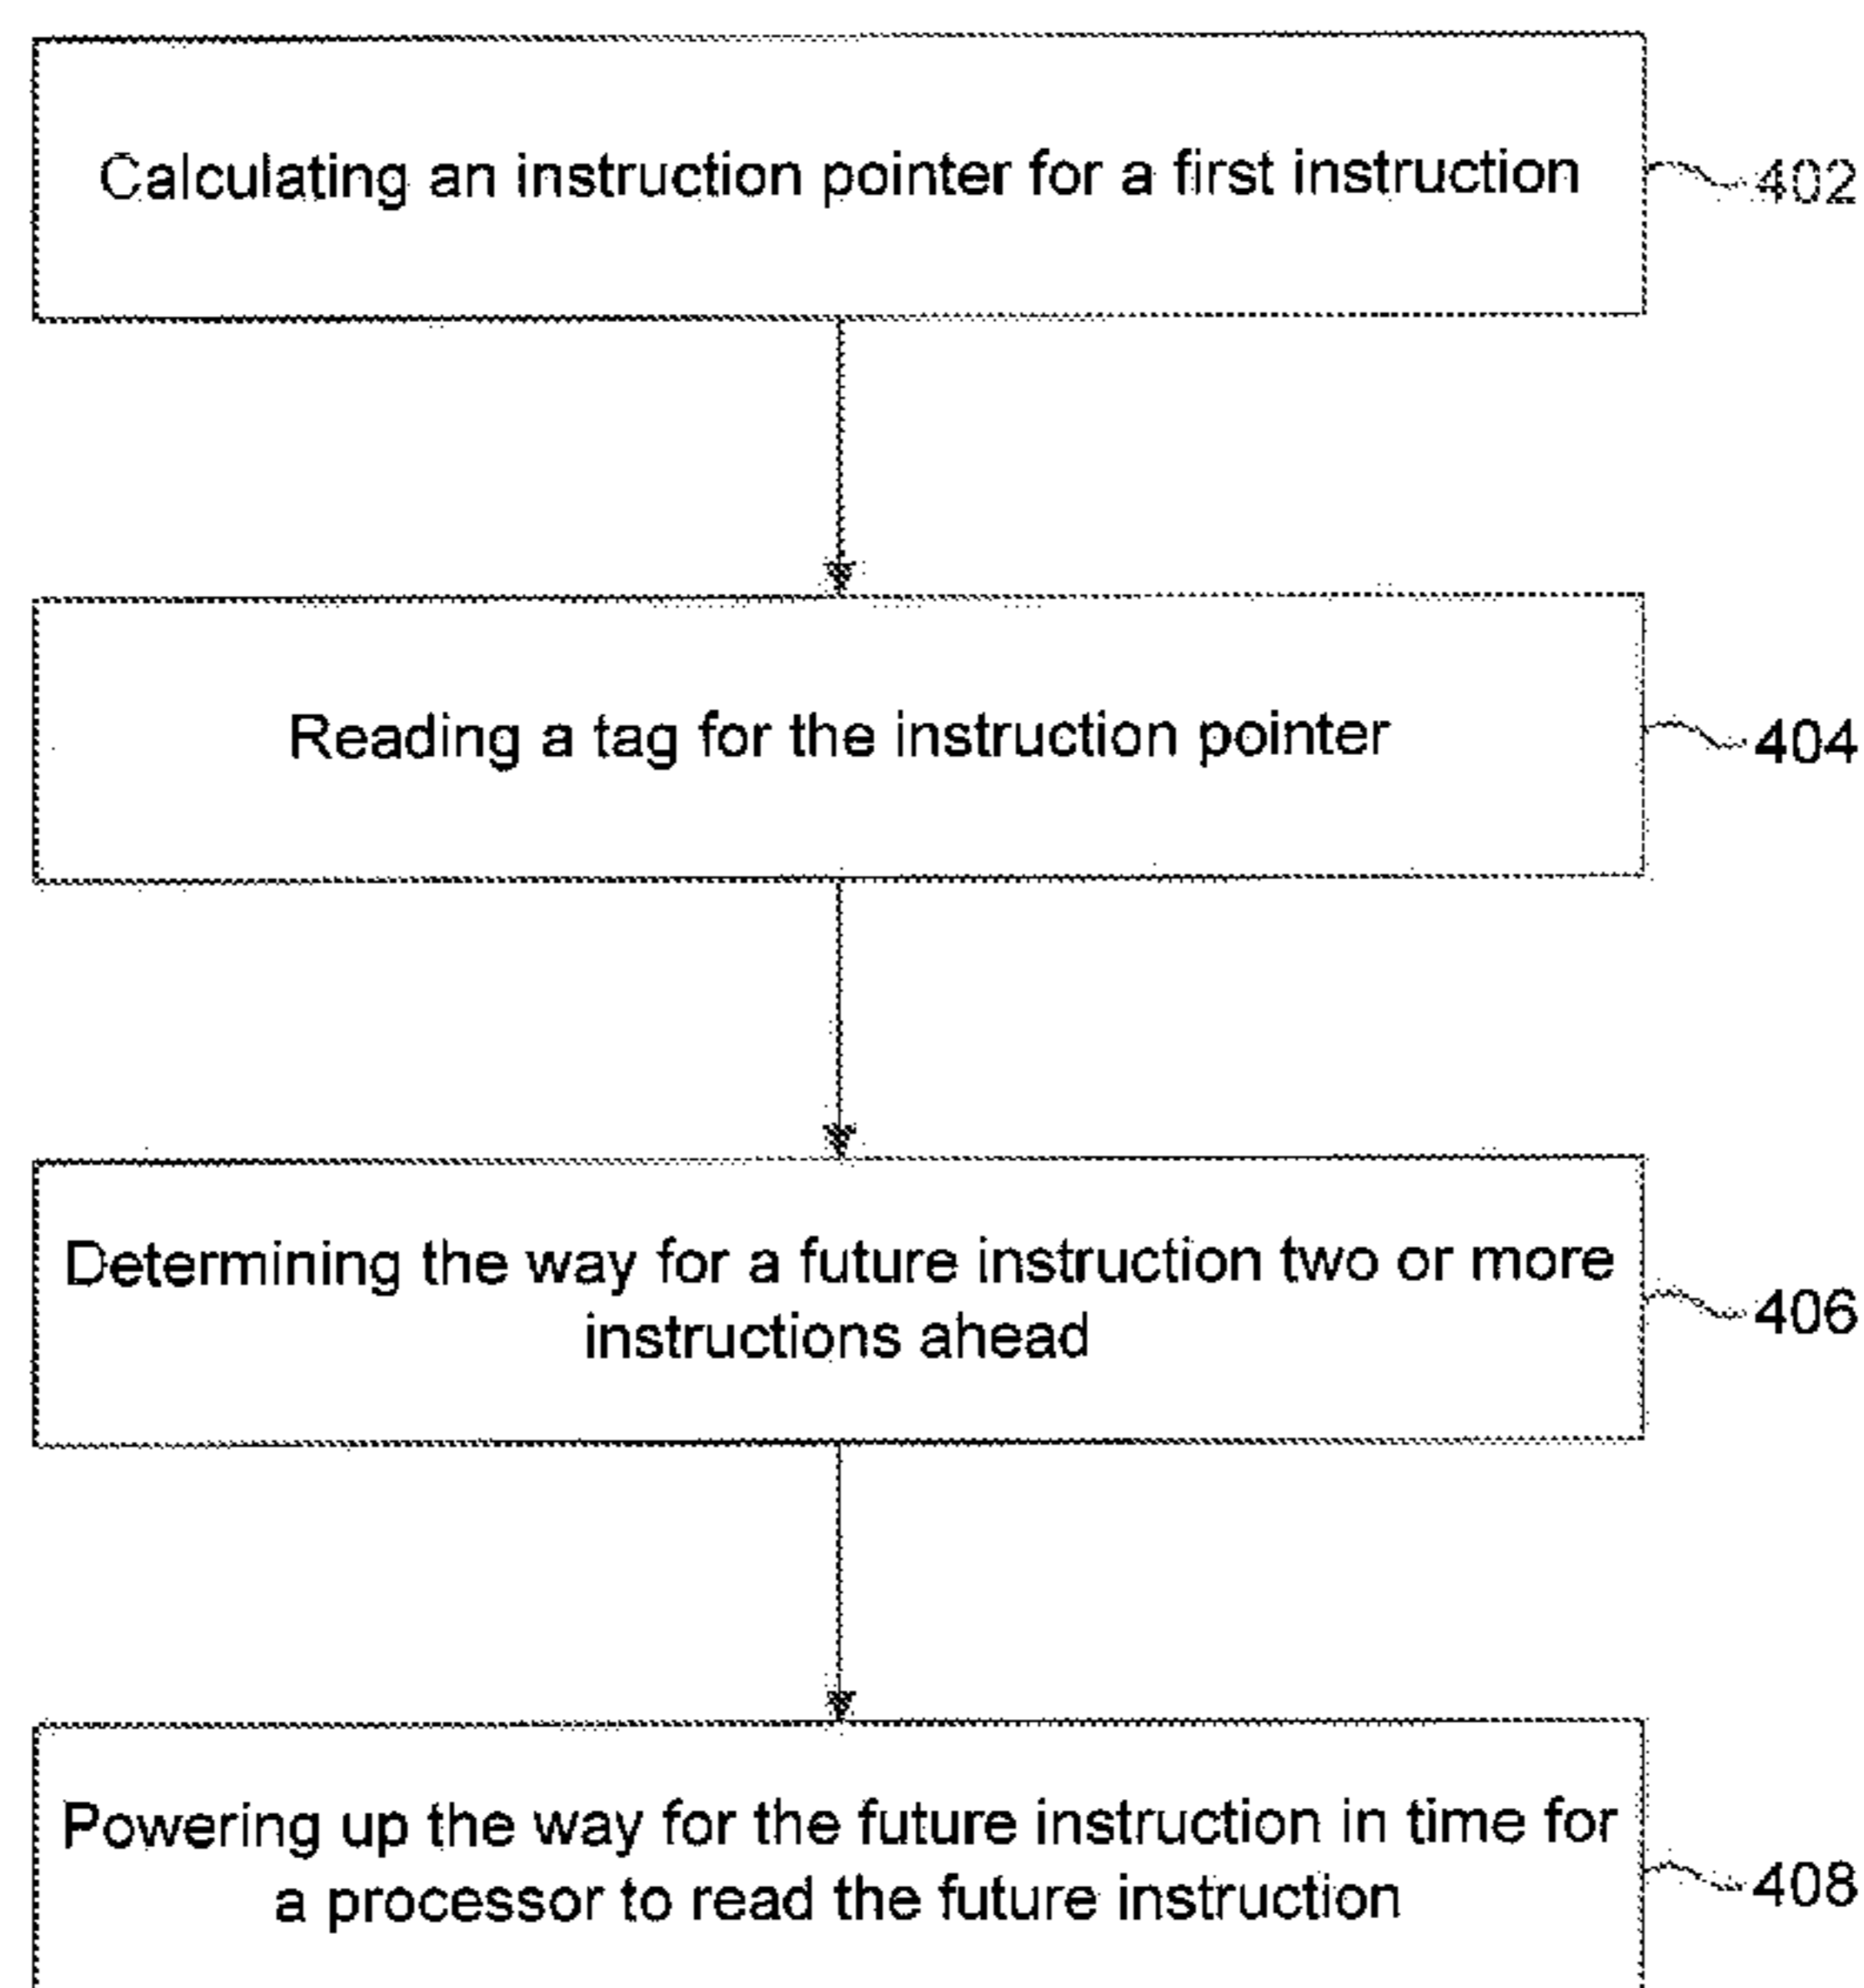 Calculating an instruction pointer for a first instruction
402
Reading a tag for the instruction pointer
404
Determining the way for a future instruction two or more
instructions ahead
406
Powering up the way for the future instruction in time for
a processor to read the future instruction
408